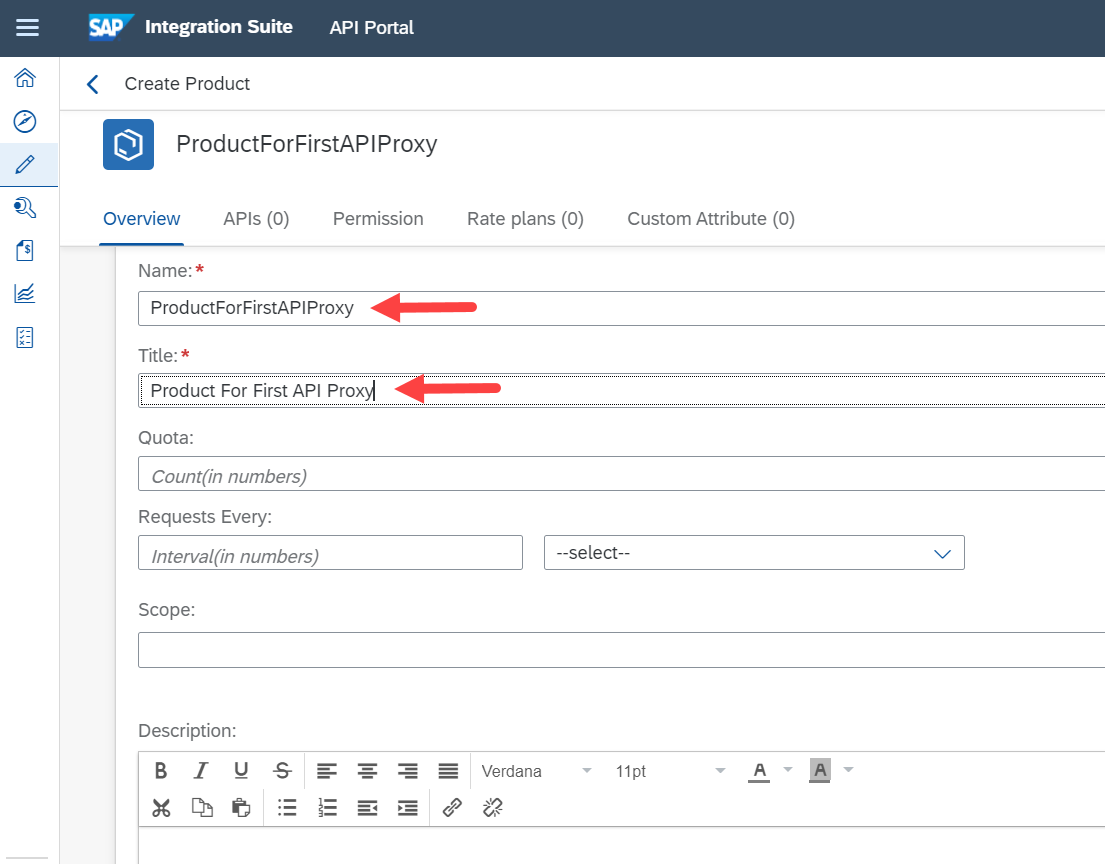 SAP Integration Suite API Portal
Create Product
ProductForFirstAPIProxy
Overview APIs (0) Permission Rate plans (0) Custom Attribute (0)
Name:*
ProductForFirstAPIProxy
Title:*
Product For First API Proxy
Quota:
Count(in numbers)
Requests Every:
Interval(in numbers) --select--
Scope:
Description:
B I U S Verdana 11pt A A